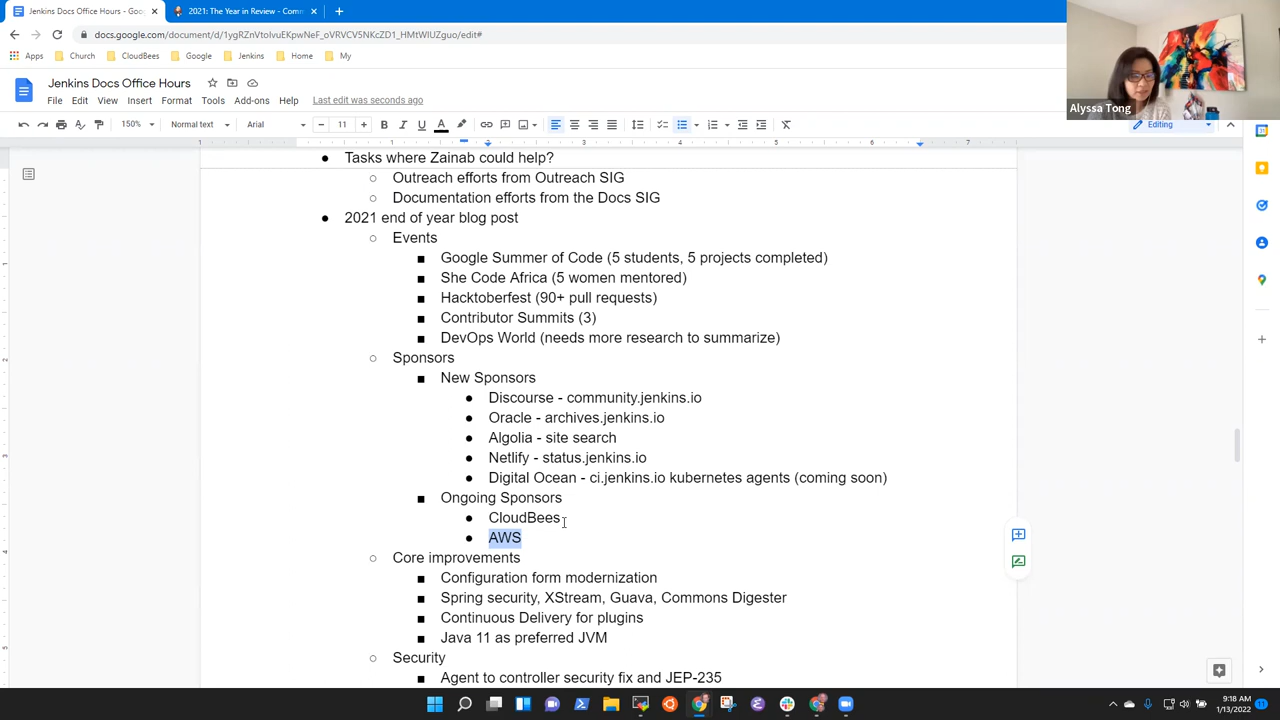 Jenkins Docs Office Hours - Goo
2021: The Year in Review - Com
docs.google.com/document/d/1ygRZnVtoIvuEKpwNeF_oVRVCV5NKcZD1_HMtWIUZguo/edit#
Apps Church CloudBees Google Jenkins Home My
Jenkins Docs Office Hours
File Edit View Insert Format Tools Add-ons Help Last edit was seconds ago
150% Normal text Arial 11 Editing
Alyssa Tong
Tasks where Zainab could help?
Outreach efforts from Outreach SIG
Documentation efforts from the Docs SIG
2021 end of year blog post
Events
Google Summer of Code (5 students, 5 projects completed)
She Code Africa (5 women mentored)
Hacktoberfest (90+ pull requests)
Contributor Summits (3)
DevOps World (needs more research to summarize)
Sponsors
New Sponsors
Discourse - community.jenkins.io
Oracle - archives.jenkins.io
Algolia - site search
Netlify - status.jenkins.io
Digital Ocean - ci.jenkins.io kubernetes agents (coming soon)
Ongoing Sponsors
CloudBees
AWS
Core improvements
Configuration form modernization
Spring security, XStream, Guava, Commons Digester
Continuous Delivery for plugins
Java 11 as preferred JVM
Security
Agent to controller security fix and JEP-235
9:18 AM
1/13/2022